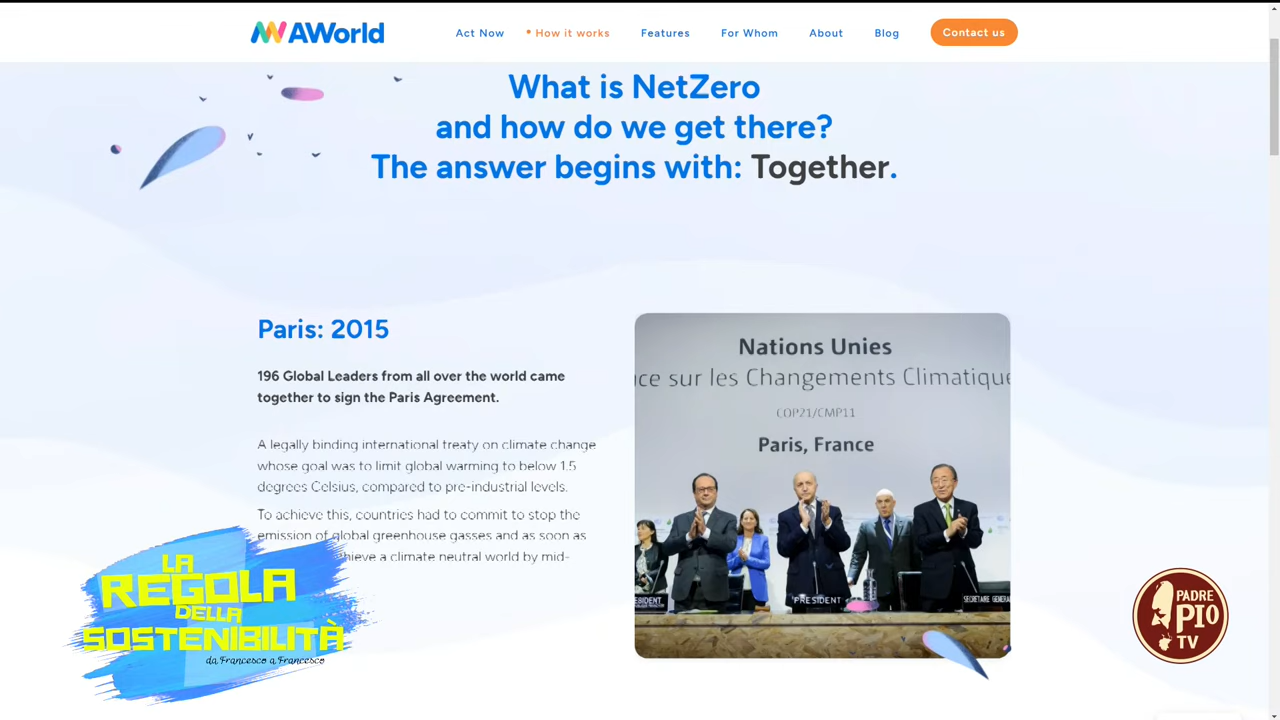 AWorld
Act Now
• How it works
Features
For Whom
About
Blog
Contact us
What is NetZero
and how do we get there?
The answer begins with: Together.
Paris: 2015
196 Global Leaders from all over the world came
together to sign the Paris Agreement.
A legally binding international treaty on climate change
whose goal was to limit global warming to below 1.5
degrees Celsius, compared to pre-industrial levels.
To achieve this, countries had to commit to stop the
emission of global greenhouse gasses and as soon as
hieve a climate neutral world by mid-
Nations Unies
ce sur les Changements Climatique
COP21/CMP11
Paris, France
PRESIDENT
SECRETAIRE GENERAL
LA
REGOLA
DELLA
SOSTENIBILITÀ
da Francesco a Francesco
PADRE
PIO
TV